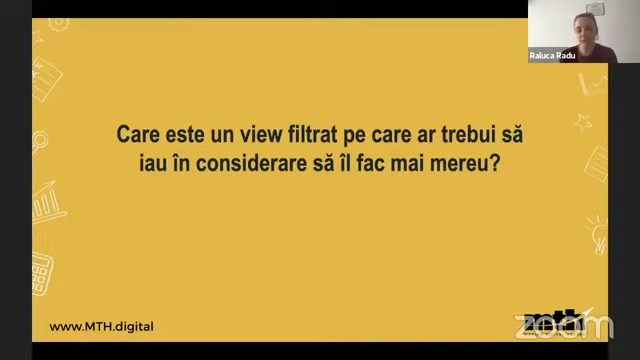 Raluca Radu
Care este un view filtrat pe care ar trebui să
iau în considerare să îl fac mai mereu?
www.MTH.digital
mth
zoom